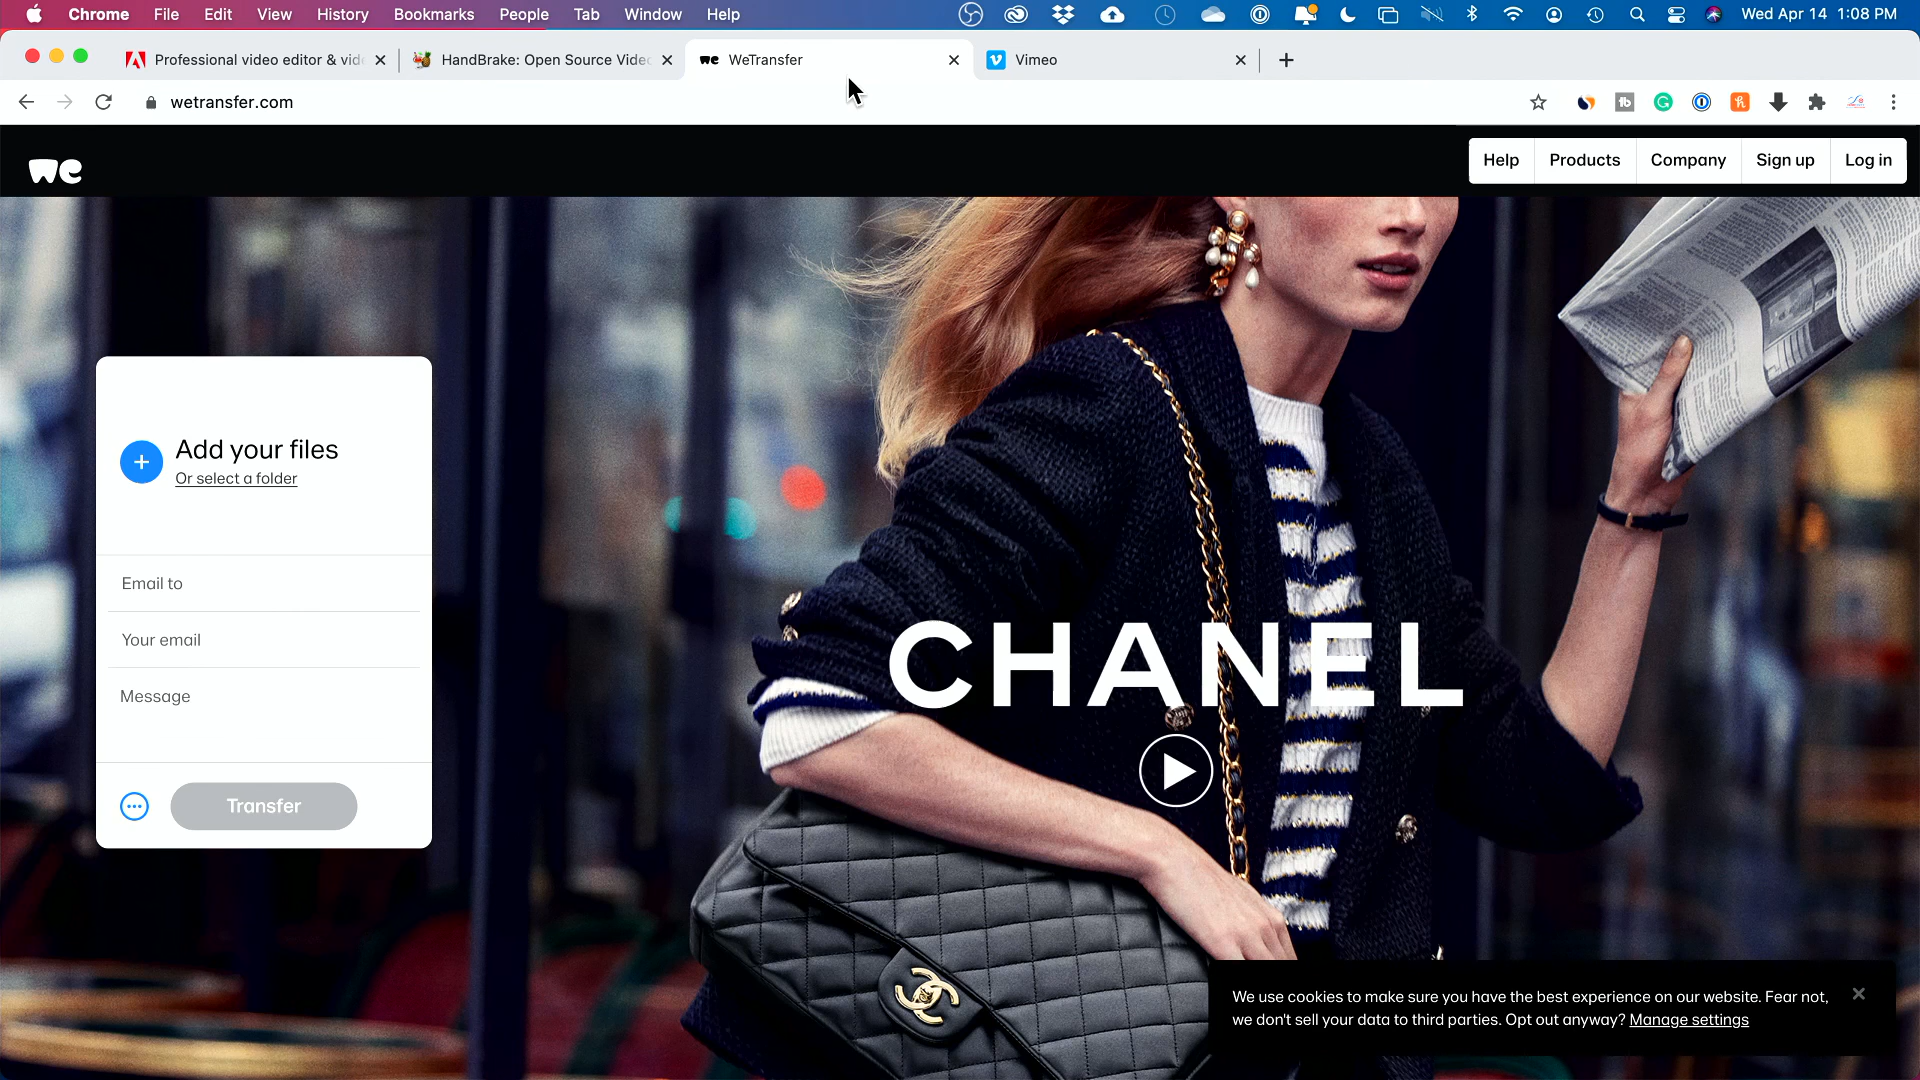 Chrome File Edit View History Bookmarks People Tab Window Help Wed Apr 14 1:08 PM
Professional video editor & vid HandBrake: Open Source Video WeTransfer Vimeo
wetransfer.com
we Help Products Company Sign up Log in
Add your files
Or select a folder
Email to
Your email
Message
Transfer
CHANEL
We use cookies to make sure you have the best experience on our website. Fear not,
we don't sell your data to third parties. Opt out anyway? Manage settings